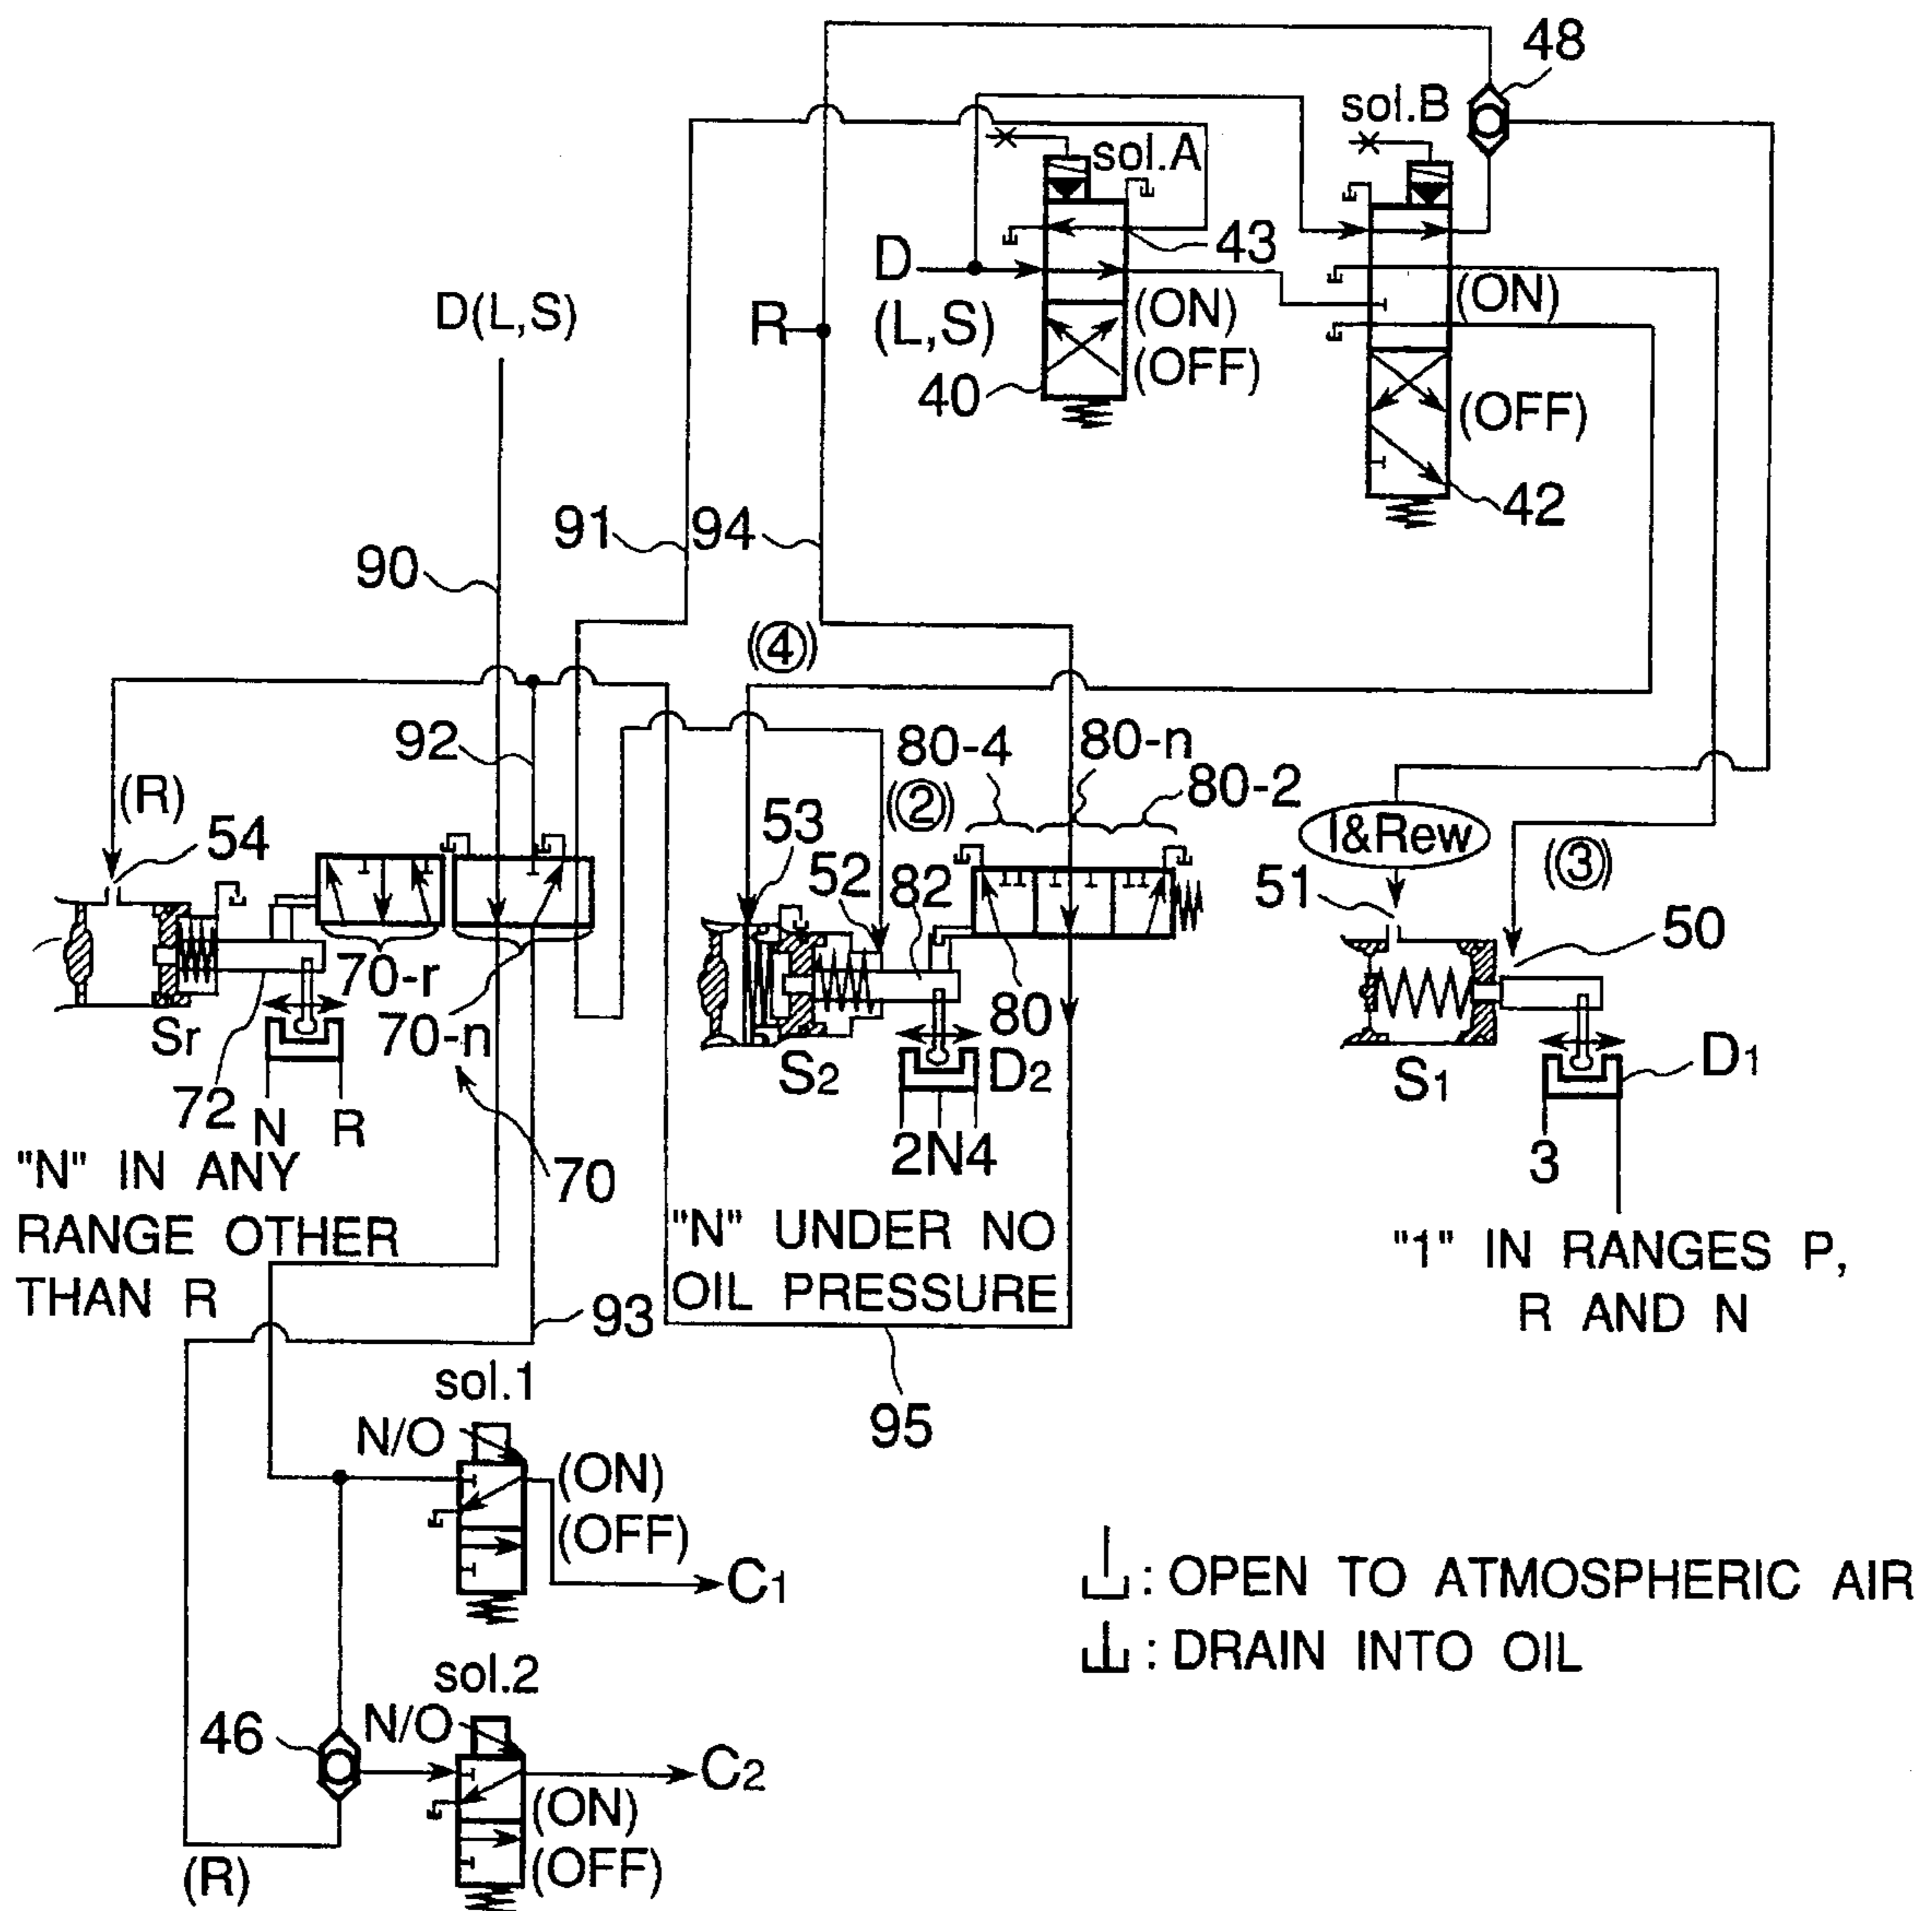 48
sol.B
sol.A
43
D
(L,S)
(ON)
(OFF)
R
40
(ON)
(OFF)
42
D(L,S)
90
91
94
(④)
92
(R)
54
80-4
80-n
80-2
(②)
53
52
82
I&Rew
51
(③)
50
70-r
70-n
Sr
72
N R
70
80
S2
D2
2N4
S1
D1
3
"N" IN ANY
RANGE OTHER
THAN R
"N" UNDER NO
OIL PRESSURE
"1" IN RANGES P,
R AND N
93
95
sol.1
N/O
(ON)
(OFF)
C1
sol.2
N/O
46
C2
(ON)
(OFF)
(R)
: OPEN TO ATMOSPHERIC AIR
: DRAIN INTO OIL